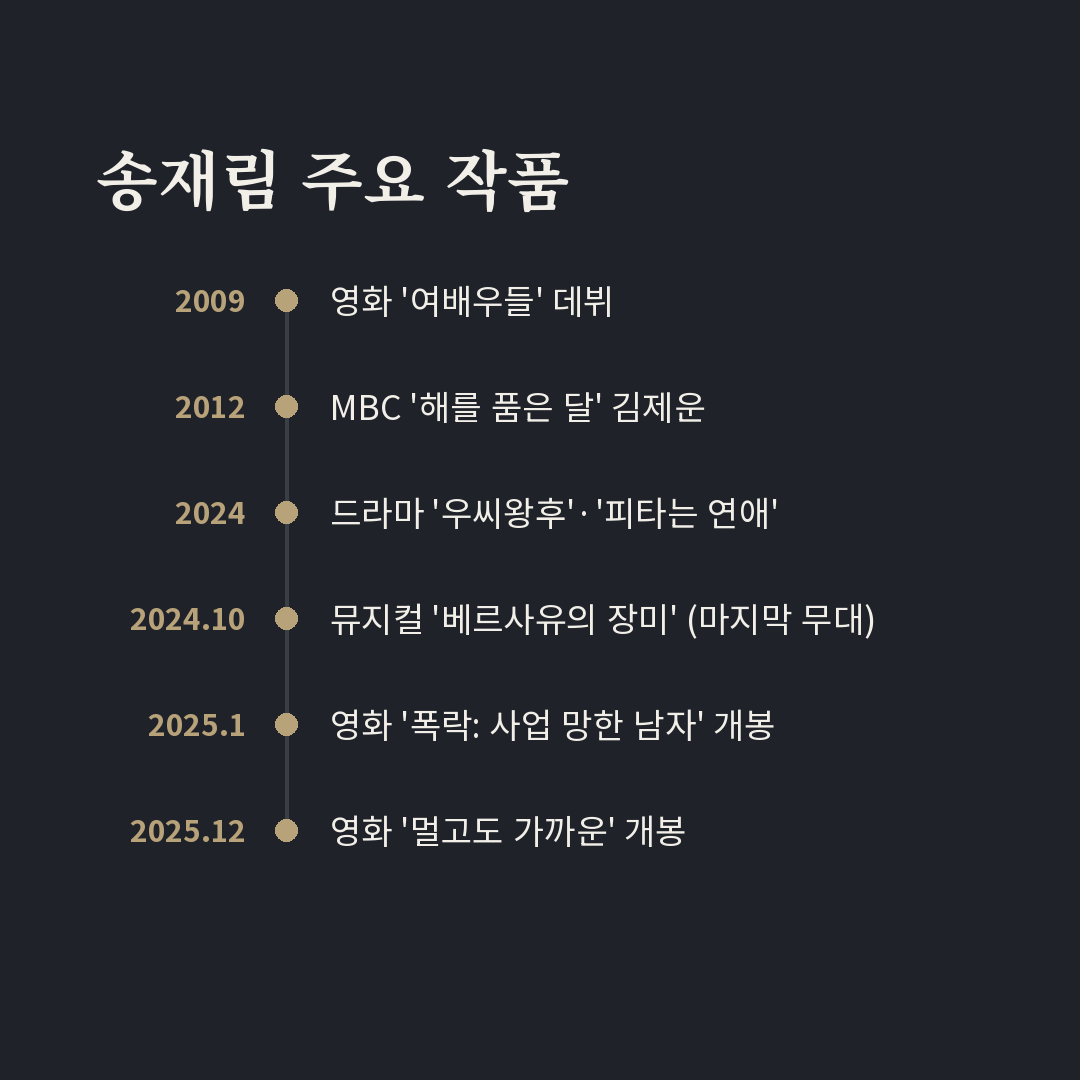 송재림 주요 작품
2009 영화 '여배우들' 데뷔
2012 MBC '해를 품은 달' 김제운
2024 드라마 '우씨왕후'·'피타는 연애'
2024.10 뮤지컬 '베르사유의 장미' (마지막 무대)
2025.1 영화 '폭락: 사업 망한 남자' 개봉
2025.12 영화 '멀고도 가까운' 개봉